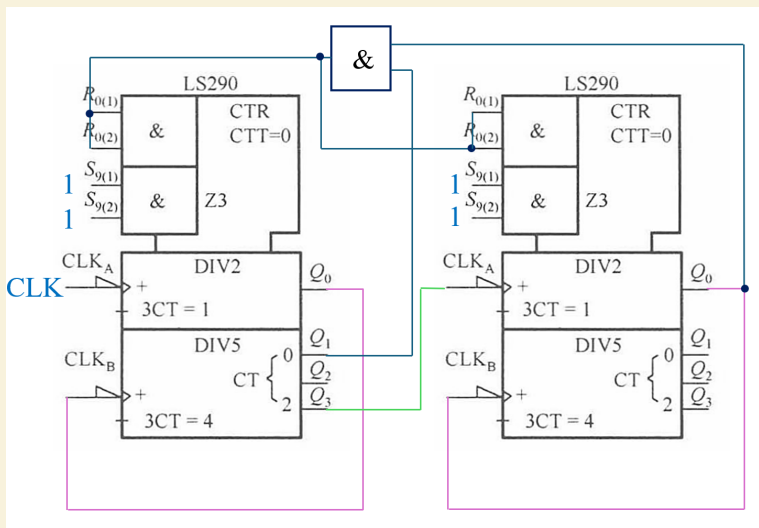 &
LS290
R0(1)
R0(2)
S9(1)
S9(2)
1
1
&
&
CTR
CTT=0
Z3
CLKA
CLK
+
DIV2
3CT = 1
Q0
CLKB
+
DIV5
3CT = 4
CT { 0
2
Q1
Q2
Q3
LS290
R0(1)
R0(2)
S9(1)
S9(2)
1
1
&
&
CTR
CTT=0
Z3
CLKA
+
DIV2
3CT = 1
Q0
CLKB
+
DIV5
3CT = 4
CT { 0
2
Q1
Q2
Q3